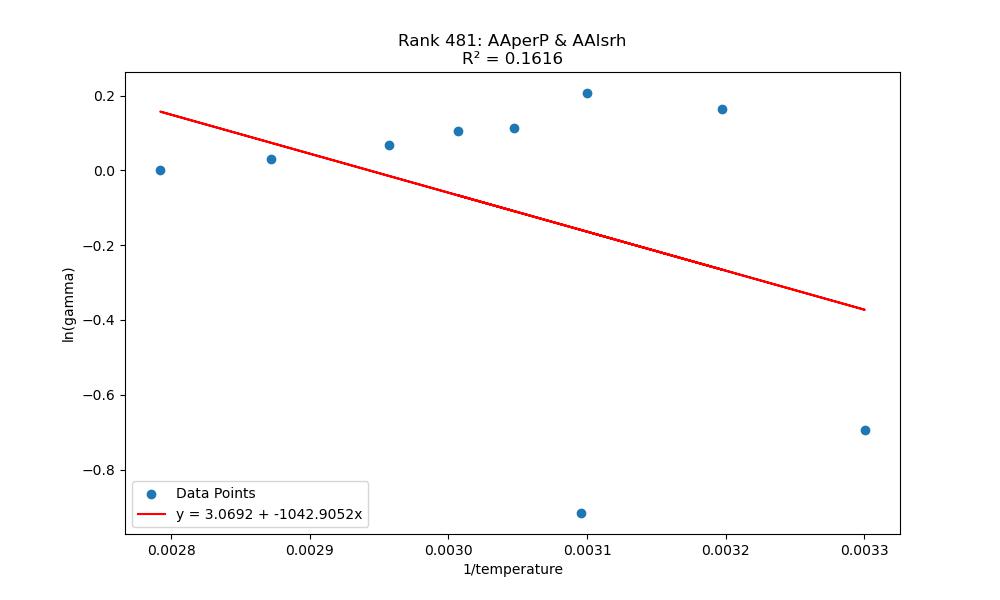 Rank 481: AAperP & AAlsrh
R² = 0.1616
ln(gamma)
0.2
0.0
−0.2
−0.4
−0.6
−0.8
Data Points
y = 3.0692 + -1042.9052x
0.0028 0.0029 0.0030 0.0031 0.0032 0.0033
1/temperature